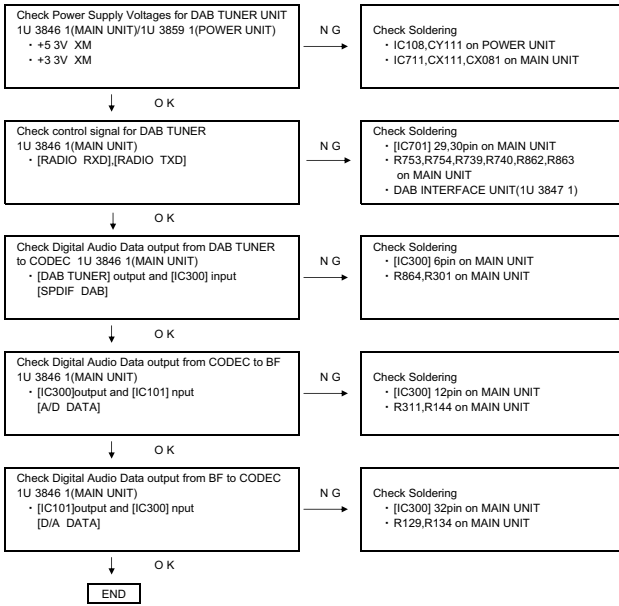 Check Power Supply Voltages for DAB TUNER UNIT
1U 3846 1(MAIN UNIT)/1U 3859 1(POWER UNIT)
・+5 3V XM
・+3 3V XM
N G
Check Soldering
・IC108,CY111 on POWER UNIT
・IC711,CX111,CX081 on MAIN UNIT
O K
Check control signal for DAB TUNER
1U 3846 1(MAIN UNIT)
・[RADIO RXD],[RADIO TXD]
N G
Check Soldering
・[IC701] 29,30pin on MAIN UNIT
・R753,R754,R739,R740,R862,R863
on MAIN UNIT
・DAB INTERFACE UNIT(1U 3847 1)
O K
Check Digital Audio Data output from DAB TUNER
to CODEC 1U 3846 1(MAIN UNIT)
・[DAB TUNER] output and [IC300] input
[SPDIF DAB]
N G
Check Soldering
・[IC300] 6pin on MAIN UNIT
・R864,R301 on MAIN UNIT
O K
Check Digital Audio Data output from CODEC to BF
1U 3846 1(MAIN UNIT)
・[IC300]output and [IC101] nput
[A/D DATA]
N G
Check Soldering
・[IC300] 12pin on MAIN UNIT
・R311,R144 on MAIN UNIT
O K
Check Digital Audio Data output from BF to CODEC
1U 3846 1(MAIN UNIT)
・[IC101]output and [IC300] nput
[D/A DATA]
N G
Check Soldering
・[IC300] 32pin on MAIN UNIT
・R129,R134 on MAIN UNIT
O K
END